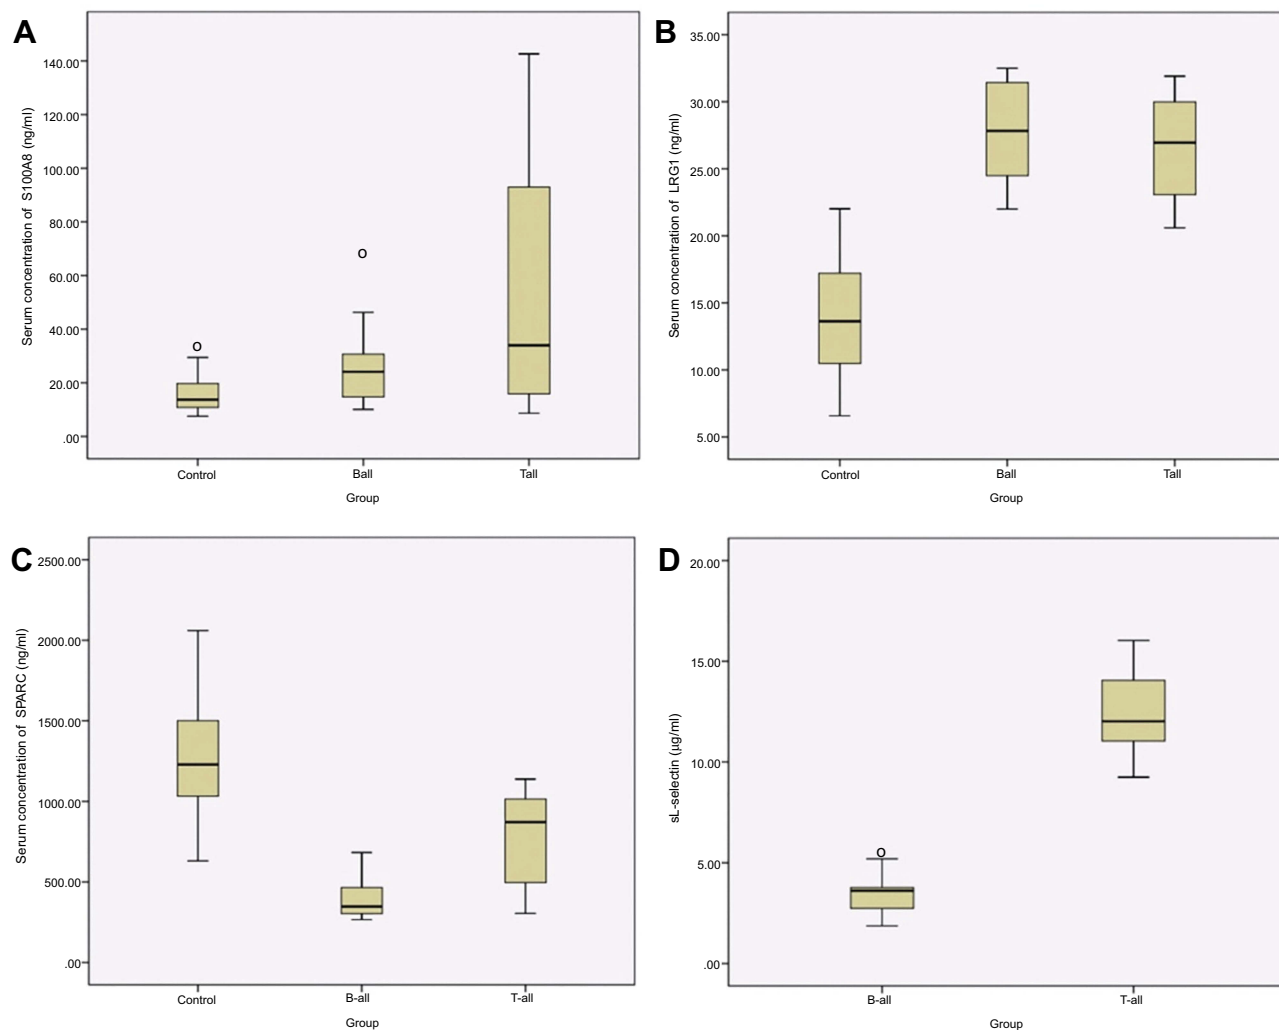 A
Serum concentration of S100A8 (ng/ml)
140.00
120.00
100.00
80.00
60.00
40.00
20.00
.00
Control Ball Tall
Group
B
Serum concentration of LRG1 (ng/ml)
35.00
30.00
25.00
20.00
15.00
10.00
5.00
Control Ball Tall
Group
C
Serum concentration of SPARC (ng/ml)
2500.00
2000.00
1500.00
1000.00
500.00
.00
Control B-all T-all
Group
D
sL-selectin (µg/ml)
20.00
15.00
10.00
5.00
.00
B-all T-all
Group